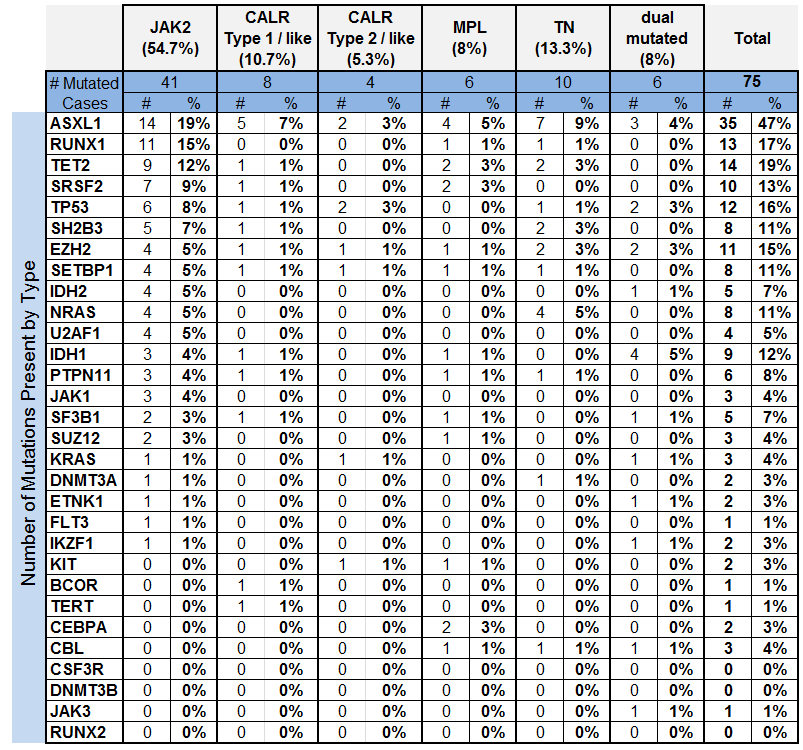 JAK2 (54.7%) CALR Type 1 / like (10.7%) CALR Type 2 / like (5.3%) MPL (8%) TN (13.3%) dual mutated (8%) Total
# Mutated Cases 41 8 4 6 10 6 75
# % # % # % # % # % # % # %
Number of Mutations Present by Type
ASXL1 14 19% 5 7% 2 3% 4 5% 7 9% 3 4% 35 47%
RUNX1 11 15% 0 0% 0 0% 1 1% 1 1% 0 0% 13 17%
TET2 9 12% 1 1% 0 0% 2 3% 2 3% 0 0% 14 19%
SRSF2 7 9% 1 1% 0 0% 2 3% 0 0% 0 0% 10 13%
TP53 6 8% 1 1% 2 3% 0 0% 1 1% 2 3% 12 16%
SH2B3 5 7% 1 1% 0 0% 0 0% 2 3% 0 0% 8 11%
EZH2 4 5% 1 1% 1 1% 1 1% 2 3% 2 3% 11 15%
SETBP1 4 5% 1 1% 1 1% 1 1% 1 1% 0 0% 8 11%
IDH2 4 5% 0 0% 0 0% 0 0% 0 0% 1 1% 5 7%
NRAS 4 5% 0 0% 0 0% 0 0% 4 5% 0 0% 8 11%
U2AF1 4 5% 0 0% 0 0% 0 0% 0 0% 0 0% 4 5%
IDH1 3 4% 1 1% 0 0% 1 1% 0 0% 4 5% 9 12%
PTPN11 3 4% 1 1% 0 0% 1 1% 1 1% 0 0% 6 8%
JAK1 3 4% 0 0% 0 0% 0 0% 0 0% 0 0% 3 4%
SF3B1 2 3% 1 1% 0 0% 1 1% 0 0% 1 1% 5 7%
SUZ12 2 3% 0 0% 0 0% 1 1% 0 0% 0 0% 3 4%
KRAS 1 1% 0 0% 1 1% 0 0% 0 0% 1 1% 3 4%
DNMT3A 1 1% 0 0% 0 0% 0 0% 1 1% 0 0% 2 3%
ETNK1 1 1% 0 0% 0 0% 0 0% 0 0% 1 1% 2 3%
FLT3 1 1% 0 0% 0 0% 0 0% 0 0% 0 0% 1 1%
IKZF1 1 1% 0 0% 0 0% 0 0% 0 0% 1 1% 2 3%
KIT 0 0% 0 0% 1 1% 1 1% 0 0% 0 0% 2 3%
BCOR 0 0% 1 1% 0 0% 0 0% 0 0% 0 0% 1 1%
TERT 0 0% 1 1% 0 0% 0 0% 0 0% 0 0% 1 1%
CEBPA 0 0% 0 0% 0 0% 2 3% 0 0% 0 0% 2 3%
CBL 0 0% 0 0% 0 0% 1 1% 1 1% 1 1% 3 4%
CSF3R 0 0% 0 0% 0 0% 0 0% 0 0% 0 0% 0 0%
DNMT3B 0 0% 0 0% 0 0% 0 0% 0 0% 0 0% 0 0%
JAK3 0 0% 0 0% 0 0% 0 0% 0 0% 1 1% 1 1%
RUNX2 0 0% 0 0% 0 0% 0 0% 0 0% 0 0% 0 0%